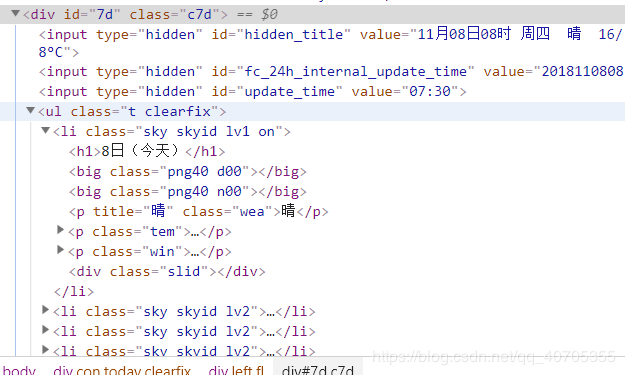 <div id="7d" class="c7d"> == $0
<input type="hidden" id="hidden_title" value="11月08日08时 周四  晴  16/
8°C">
<input type="hidden" id="fc_24h_internal_update_time" value="2018110808
<input type="hidden" id="update_time" value="07:30">
<ul class="t clearfix">
<li class="sky skyid lv1 on">
<h1>8日（今天）</h1>
<big class="png40 d00"></big>
<big class="png40 n00"></big>
<p title="晴" class="wea">晴</p>
<p class="tem">…</p>
<p class="win">…</p>
<div class="slid"></div>
</li>
<li class="sky skyid lv2">…</li>
<li class="sky skyid lv2">…</li>
<li class="sky skyid lv2">…</li>
https://blog.csdn.net/qq_40705355
body div.con.today.clearfix div.left.fl div#7d.c7d